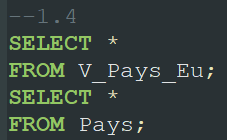 --1.4
SELECT *
FROM V_Pays_Eu;
SELECT *
FROM Pays;